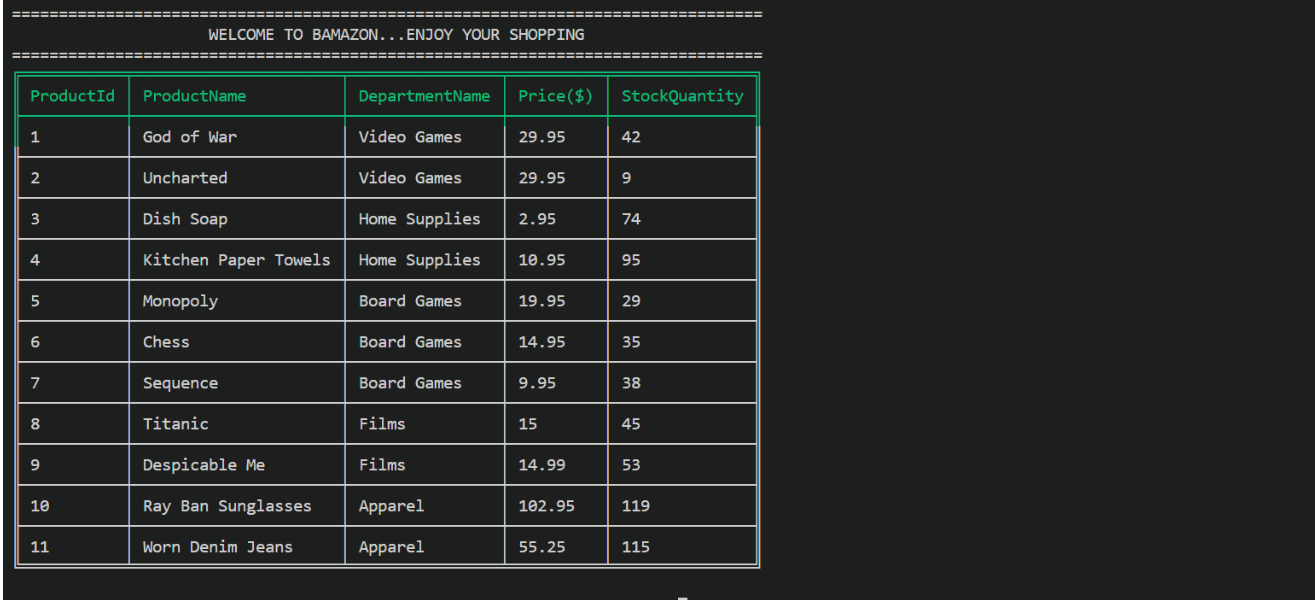 ================================================================================
WELCOME TO BAMAZON...ENJOY YOUR SHOPPING
================================================================================
ProductId ProductName DepartmentName Price($) StockQuantity
1 God of War Video Games 29.95 42
2 Uncharted Video Games 29.95 9
3 Dish Soap Home Supplies 2.95 74
4 Kitchen Paper Towels Home Supplies 10.95 95
5 Monopoly Board Games 19.95 29
6 Chess Board Games 14.95 35
7 Sequence Board Games 9.95 38
8 Titanic Films 15 45
9 Despicable Me Films 14.99 53
10 Ray Ban Sunglasses Apparel 102.95 119
11 Worn Denim Jeans Apparel 55.25 115